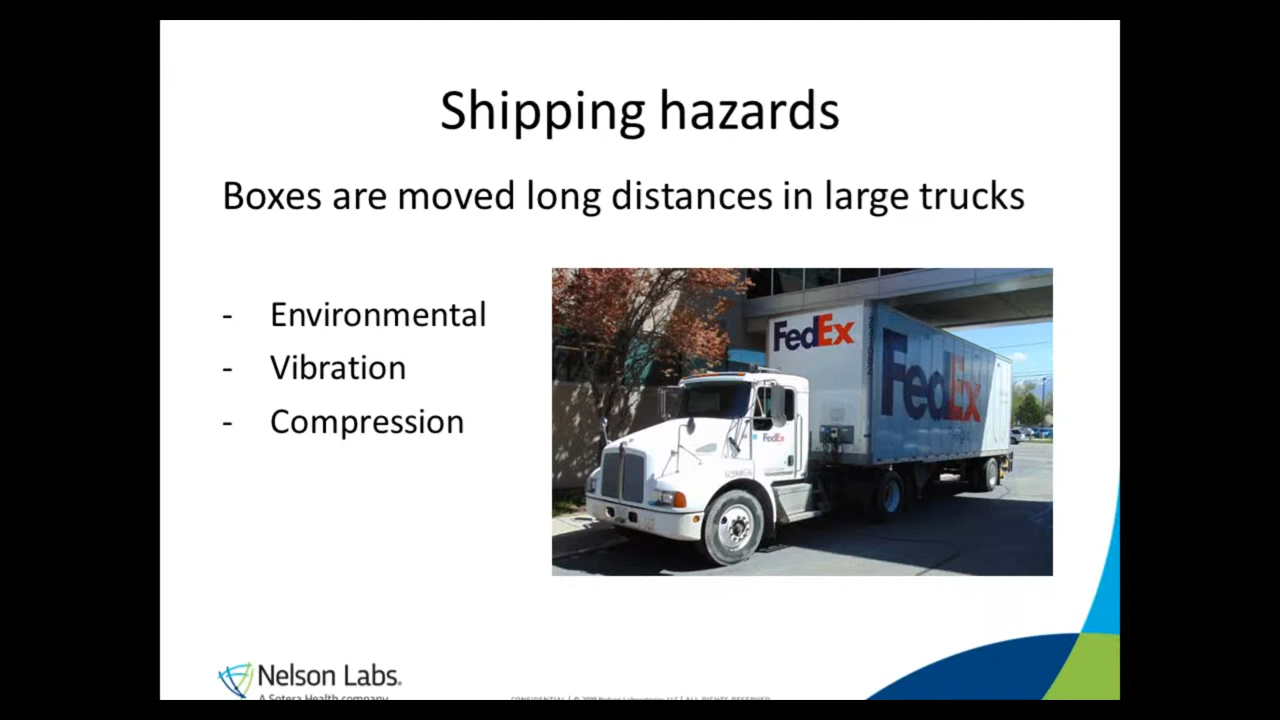 Shipping hazards
Boxes are moved long distances in large trucks
- Environmental
- Vibration
- Compression
FedEx
FedEx
FedEx
Nelson Labs.
A Sotera Health company